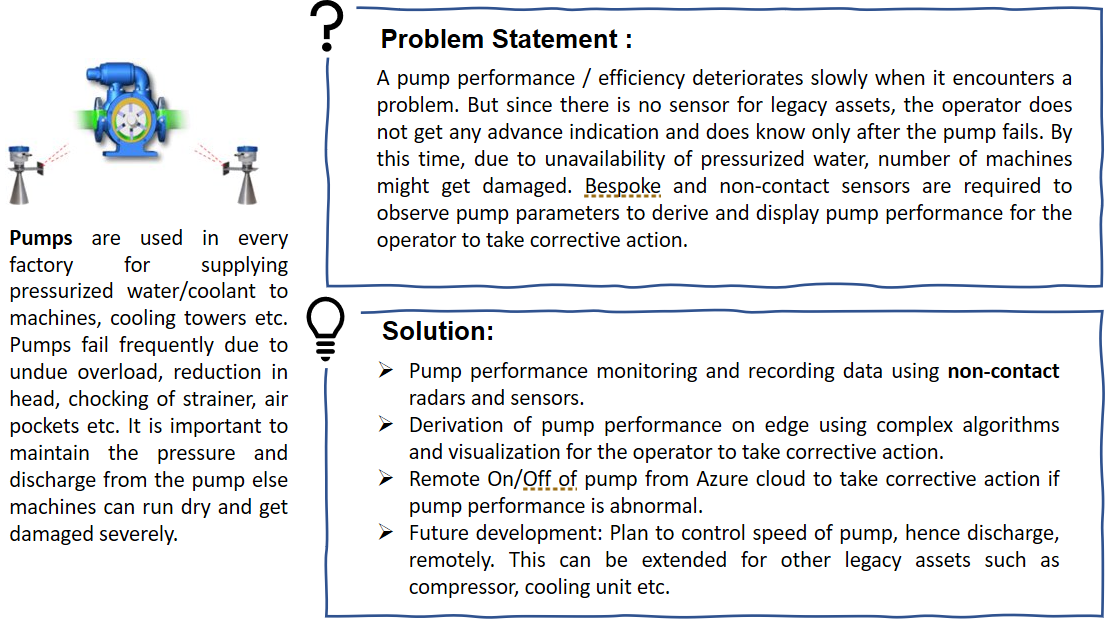 Pumps are used in every
factory for supplying
pressurized water/coolant to
machines, cooling towers etc.
Pumps fail frequently due to
undue overload, reduction in
head, chocking of strainer, air
pockets etc. It is important to
maintain the pressure and
discharge from the pump else
machines can run dry and get
damaged severely.
?
Problem Statement :
A pump performance / efficiency deteriorates slowly when it encounters a
problem. But since there is no sensor for legacy assets, the operator does
not get any advance indication and does know only after the pump fails. By
this time, due to unavailability of pressurized water, number of machines
might get damaged. Bespoke and non-contact sensors are required to
observe pump parameters to derive and display pump performance for the
operator to take corrective action.
Solution:
➢ Pump performance monitoring and recording data using non-contact
radars and sensors.
➢ Derivation of pump performance on edge using complex algorithms
and visualization for the operator to take corrective action.
➢ Remote On/Off of pump from Azure cloud to take corrective action if
pump performance is abnormal.
➢ Future development: Plan to control speed of pump, hence discharge,
remotely. This can be extended for other legacy assets such as
compressor, cooling unit etc.